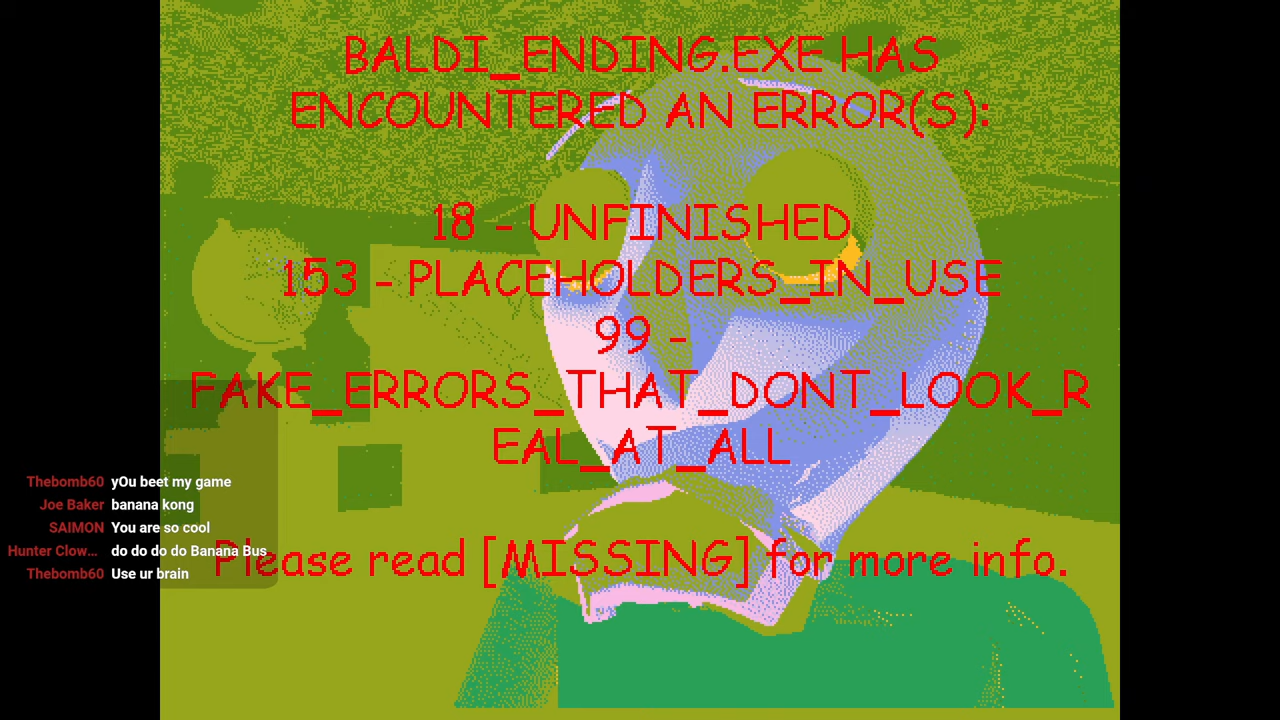 BALDI_ENDING.EXE HAS
ENCOUNTERED AN ERROR(S):
18 - UNFINISHED
153 - PLACEHOLDERS_IN_USE
99 -
FAKE_ERRORS_THAT_DONT_LOOK_R
EAL_AT_ALL
Please read [MISSING] for more info.
Thebomb60 yOu beet my game
Joe Baker banana kong
SAIMON You are so cool
Hunter Clow... do do do do Banana Bus
Thebomb60 Use ur brain